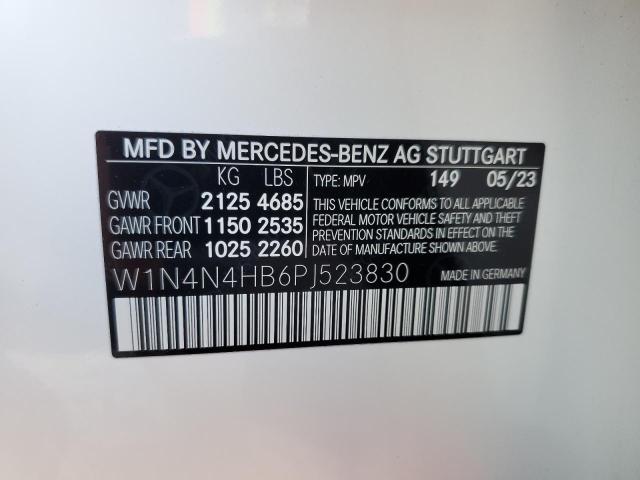 MFD BY MERCEDES-BENZ AG STUTTGART
KG LBS
GVWR 2125 4685
GAWR FRONT 1150 2535
GAWR REAR 1025 2260
TYPE: MPV 149 05/23
THIS VEHICLE CONFORMS TO ALL APPLICABLE
FEDERAL MOTOR VEHICLE SAFETY AND THEFT
PREVENTION STANDARDS IN EFFECT ON THE
DATE OF MANUFACTURE SHOWN ABOVE.
W1N4N4HB6PJ523830 MADE IN GERMANY